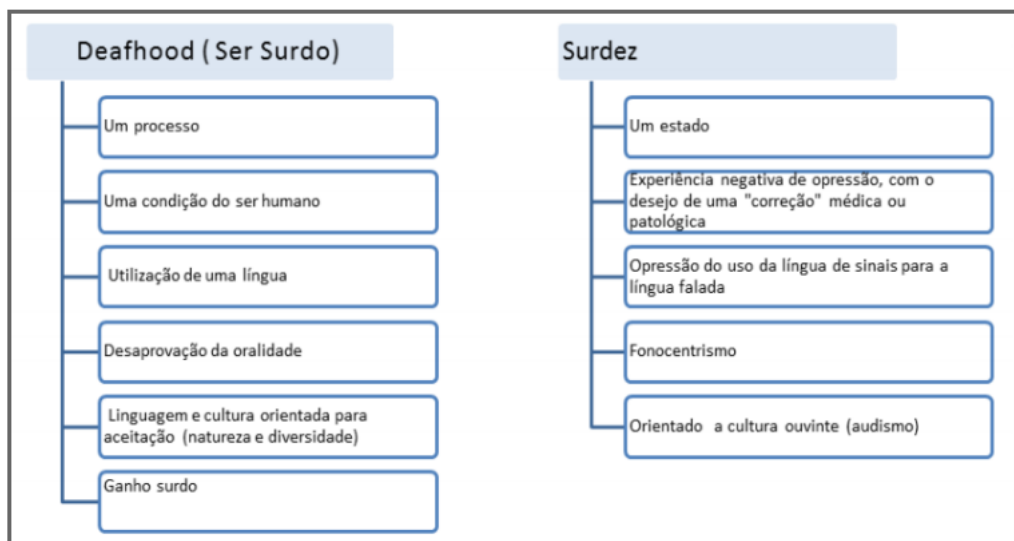 Deafhood ( Ser Surdo)
Um processo
Uma condição do ser humano
Utilização de uma língua
Desaprovação da oralidade
Linguagem e cultura orientada para
aceitação (natureza e diversidade)
Ganho surdo
Surdez
Um estado
Experiência negativa de opressão, com o
desejo de uma "correção" médica ou
patológica
Opressão do uso da língua de sinais para a
língua falada
Fonocentrismo
Orientado a cultura ouvinte (audismo)